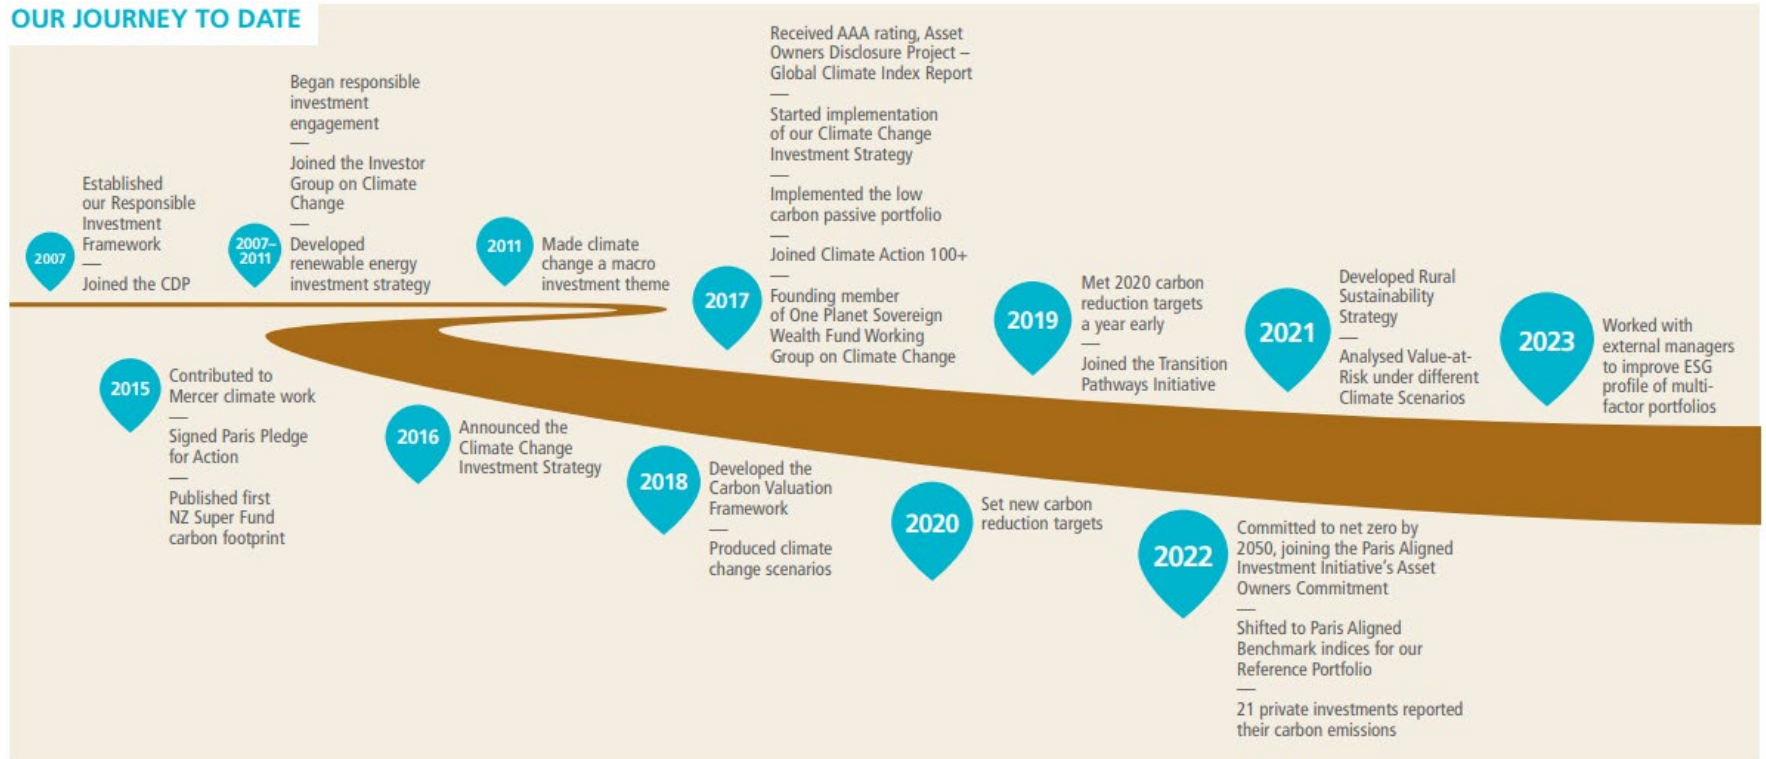 OUR JOURNEY TO DATE
2007
Established
our Responsible
Investment
Framework
—
Joined the CDP
2007–
2011
Began responsible
investment
engagement
—
Joined the Investor
Group on Climate
Change
—
Developed
renewable energy
investment strategy
2011
Made climate
change a macro
investment theme
2015
Contributed to
Mercer climate work
—
Signed Paris Pledge
for Action
—
Published first
NZ Super Fund
carbon footprint
2016
Announced the
Climate Change
Investment Strategy
2017
Received AAA rating, Asset
Owners Disclosure Project –
Global Climate Index Report
—
Started implementation
of our Climate Change
Investment Strategy
—
Implemented the low
carbon passive portfolio
—
Joined Climate Action 100+
—
Founding member
of One Planet Sovereign
Wealth Fund Working
Group on Climate Change
2018
Developed the
Carbon Valuation
Framework
—
Produced climate
change scenarios
2019
Met 2020 carbon
reduction targets
a year early
—
Joined the Transition
Pathways Initiative
2020
Set new carbon
reduction targets
2021
Developed Rural
Sustainability
Strategy
—
Analysed Value-at-
Risk under different
Climate Scenarios
2022
Committed to net zero by
2050, joining the Paris Aligned
Investment Initiative's Asset
Owners Commitment
—
Shifted to Paris Aligned
Benchmark indices for our
Reference Portfolio
—
21 private investments reported
their carbon emissions
2023
Worked with
external managers
to improve ESG
profile of multi-
factor portfolios